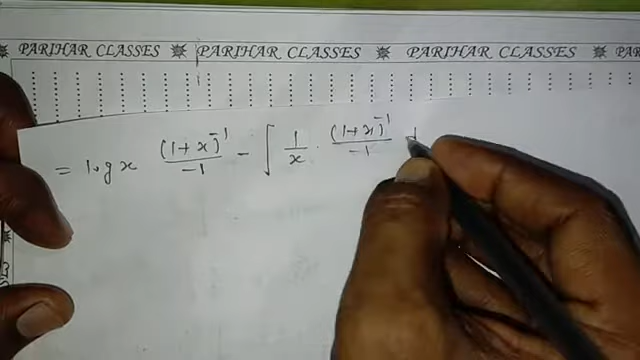 PARIHAR CLASSES PARIHAR CLASSES PARIHAR CLASSES
= log x (1+x)^-1/-1 - ∫ 1/x · (1+x)^-1/-1